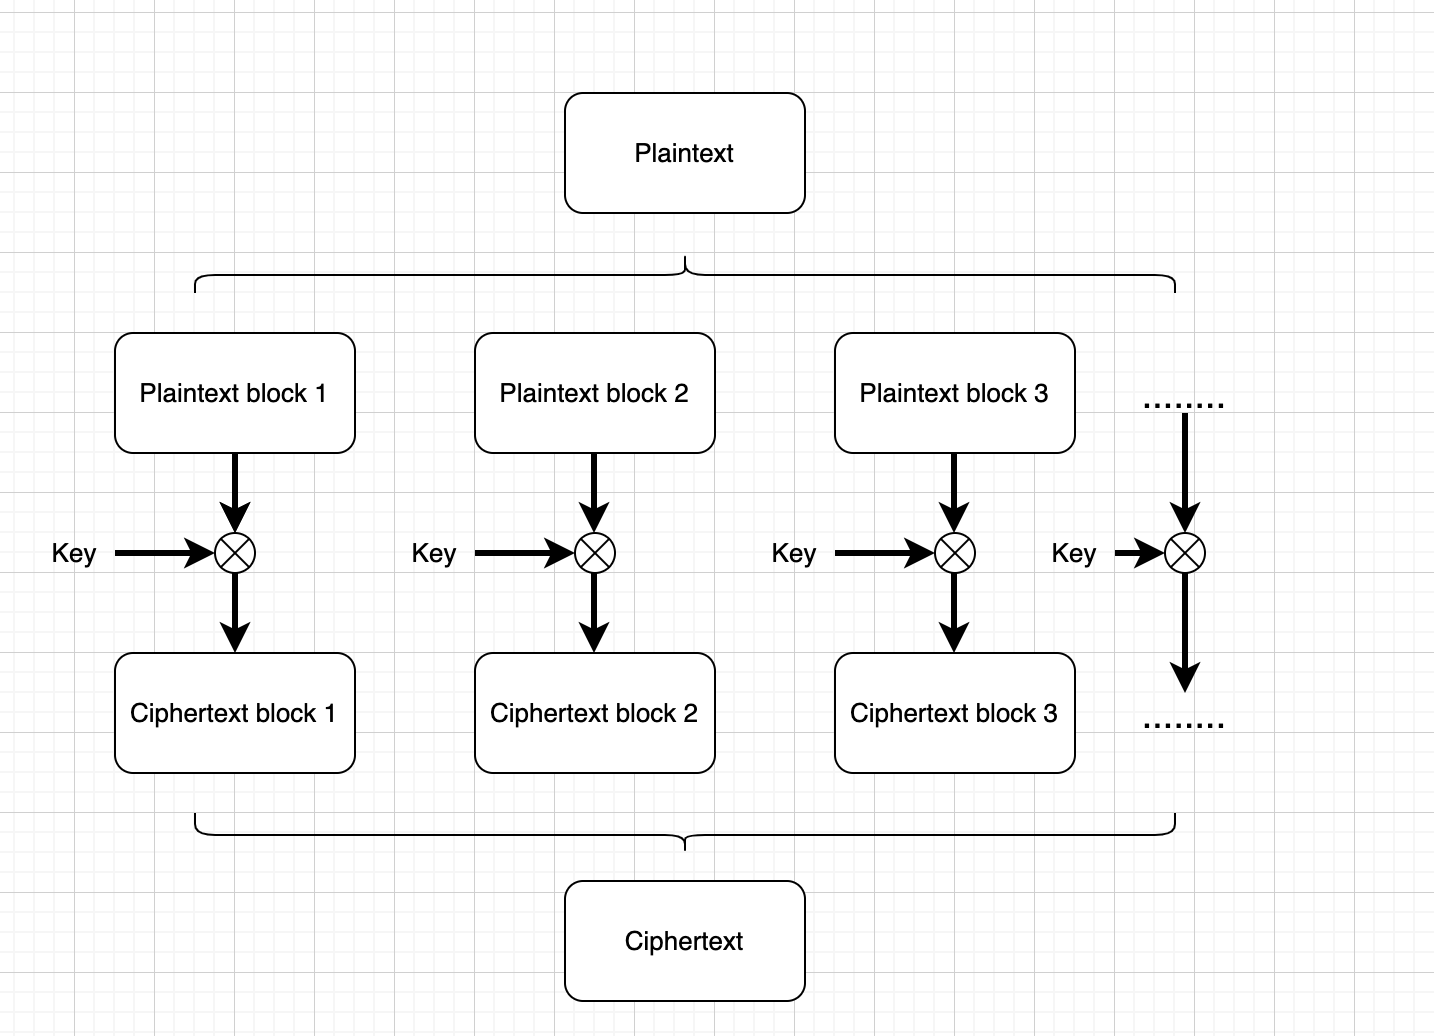 Plaintext
Plaintext block 1
Plaintext block 2
Plaintext block 3
........
Key
Key
Key
Key
Ciphertext block 1
Ciphertext block 2
Ciphertext block 3
........
Ciphertext